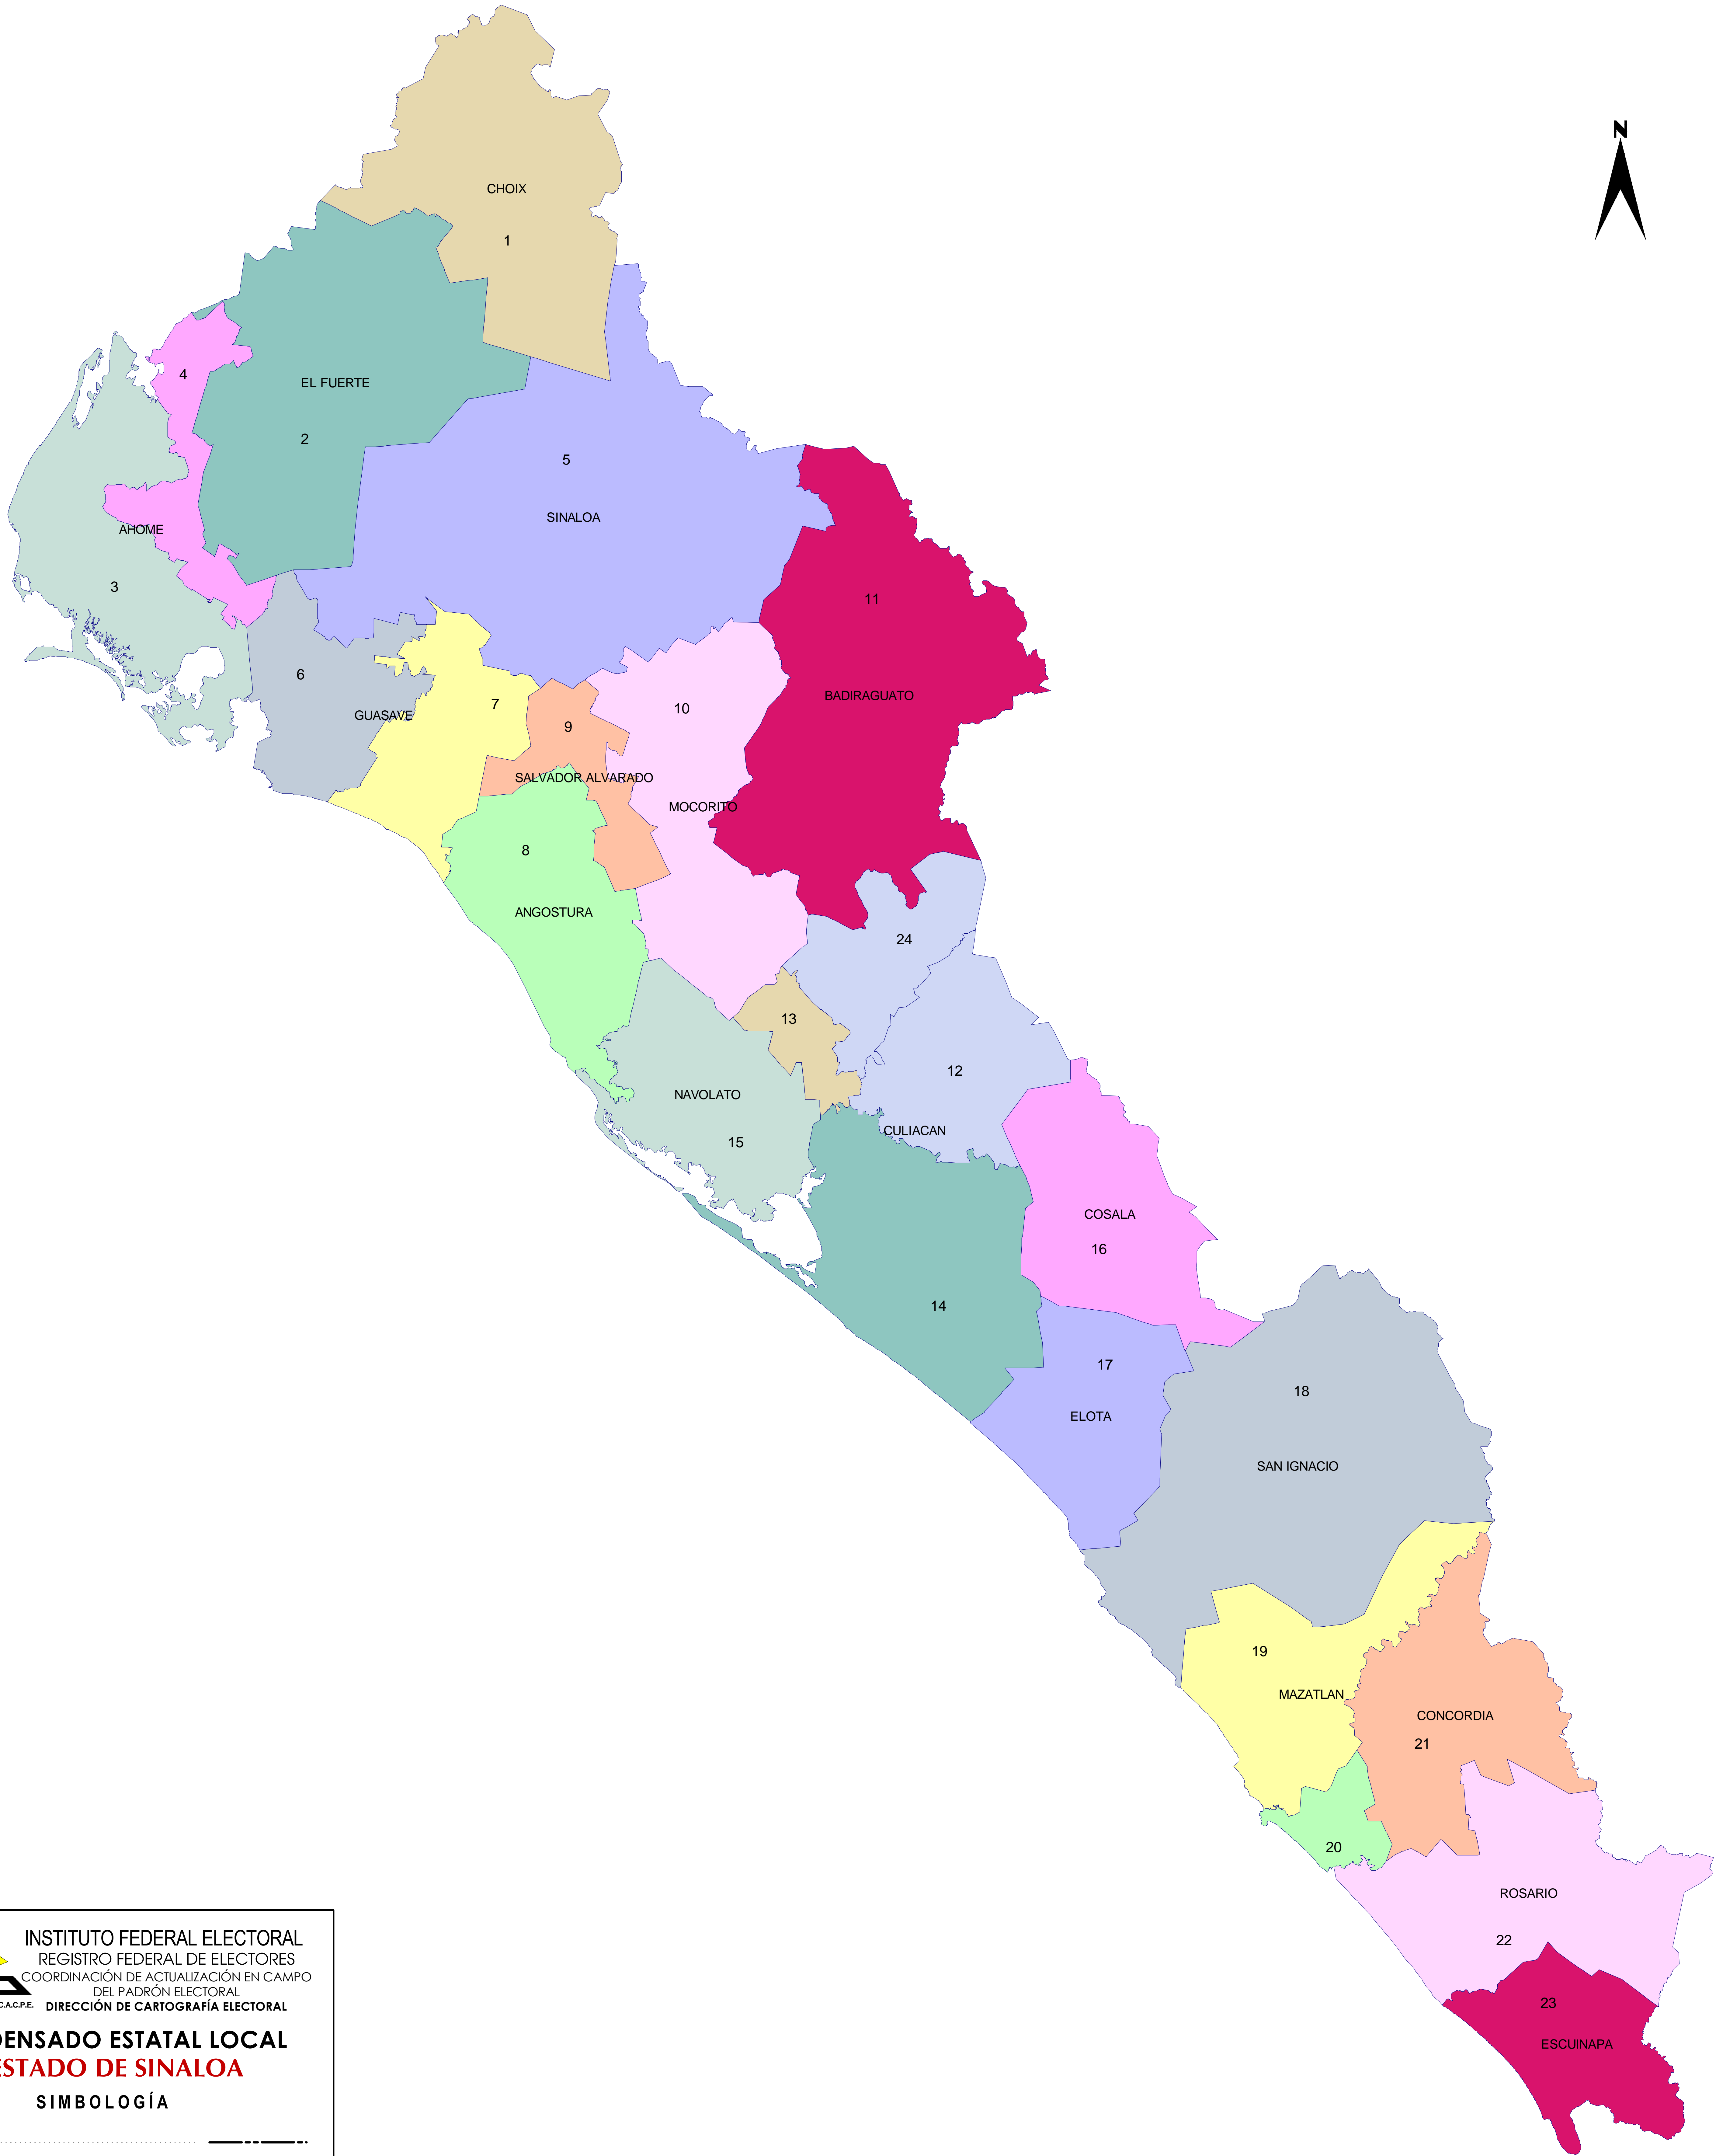 N
CHOIX
1
4
EL FUERTE
2
5
SINALOA
AHOME
3
11
6
BADIRAGUATO
7
10
GUASAVE
9
SALVADOR ALVARADO
MOCORITO
8
ANGOSTURA
24
13
12
NAVOLATO
CULIACAN
15
COSALA
16
14
17
18
ELOTA
SAN IGNACIO
19
MAZATLAN
CONCORDIA
21
20
ROSARIO
22
23
ESCUINAPA
INSTITUTO FEDERAL ELECTORAL
REGISTRO FEDERAL DE ELECTORES
COORDINACIÓN DE ACTUALIZACIÓN EN CAMPO
DEL PADRÓN ELECTORAL
C.A.C.P.E. DIRECCIÓN DE CARTOGRAFÍA ELECTORAL
DENSADO ESTATAL LOCAL
ESTADO DE SINALOA
SIMBOLOGÍA